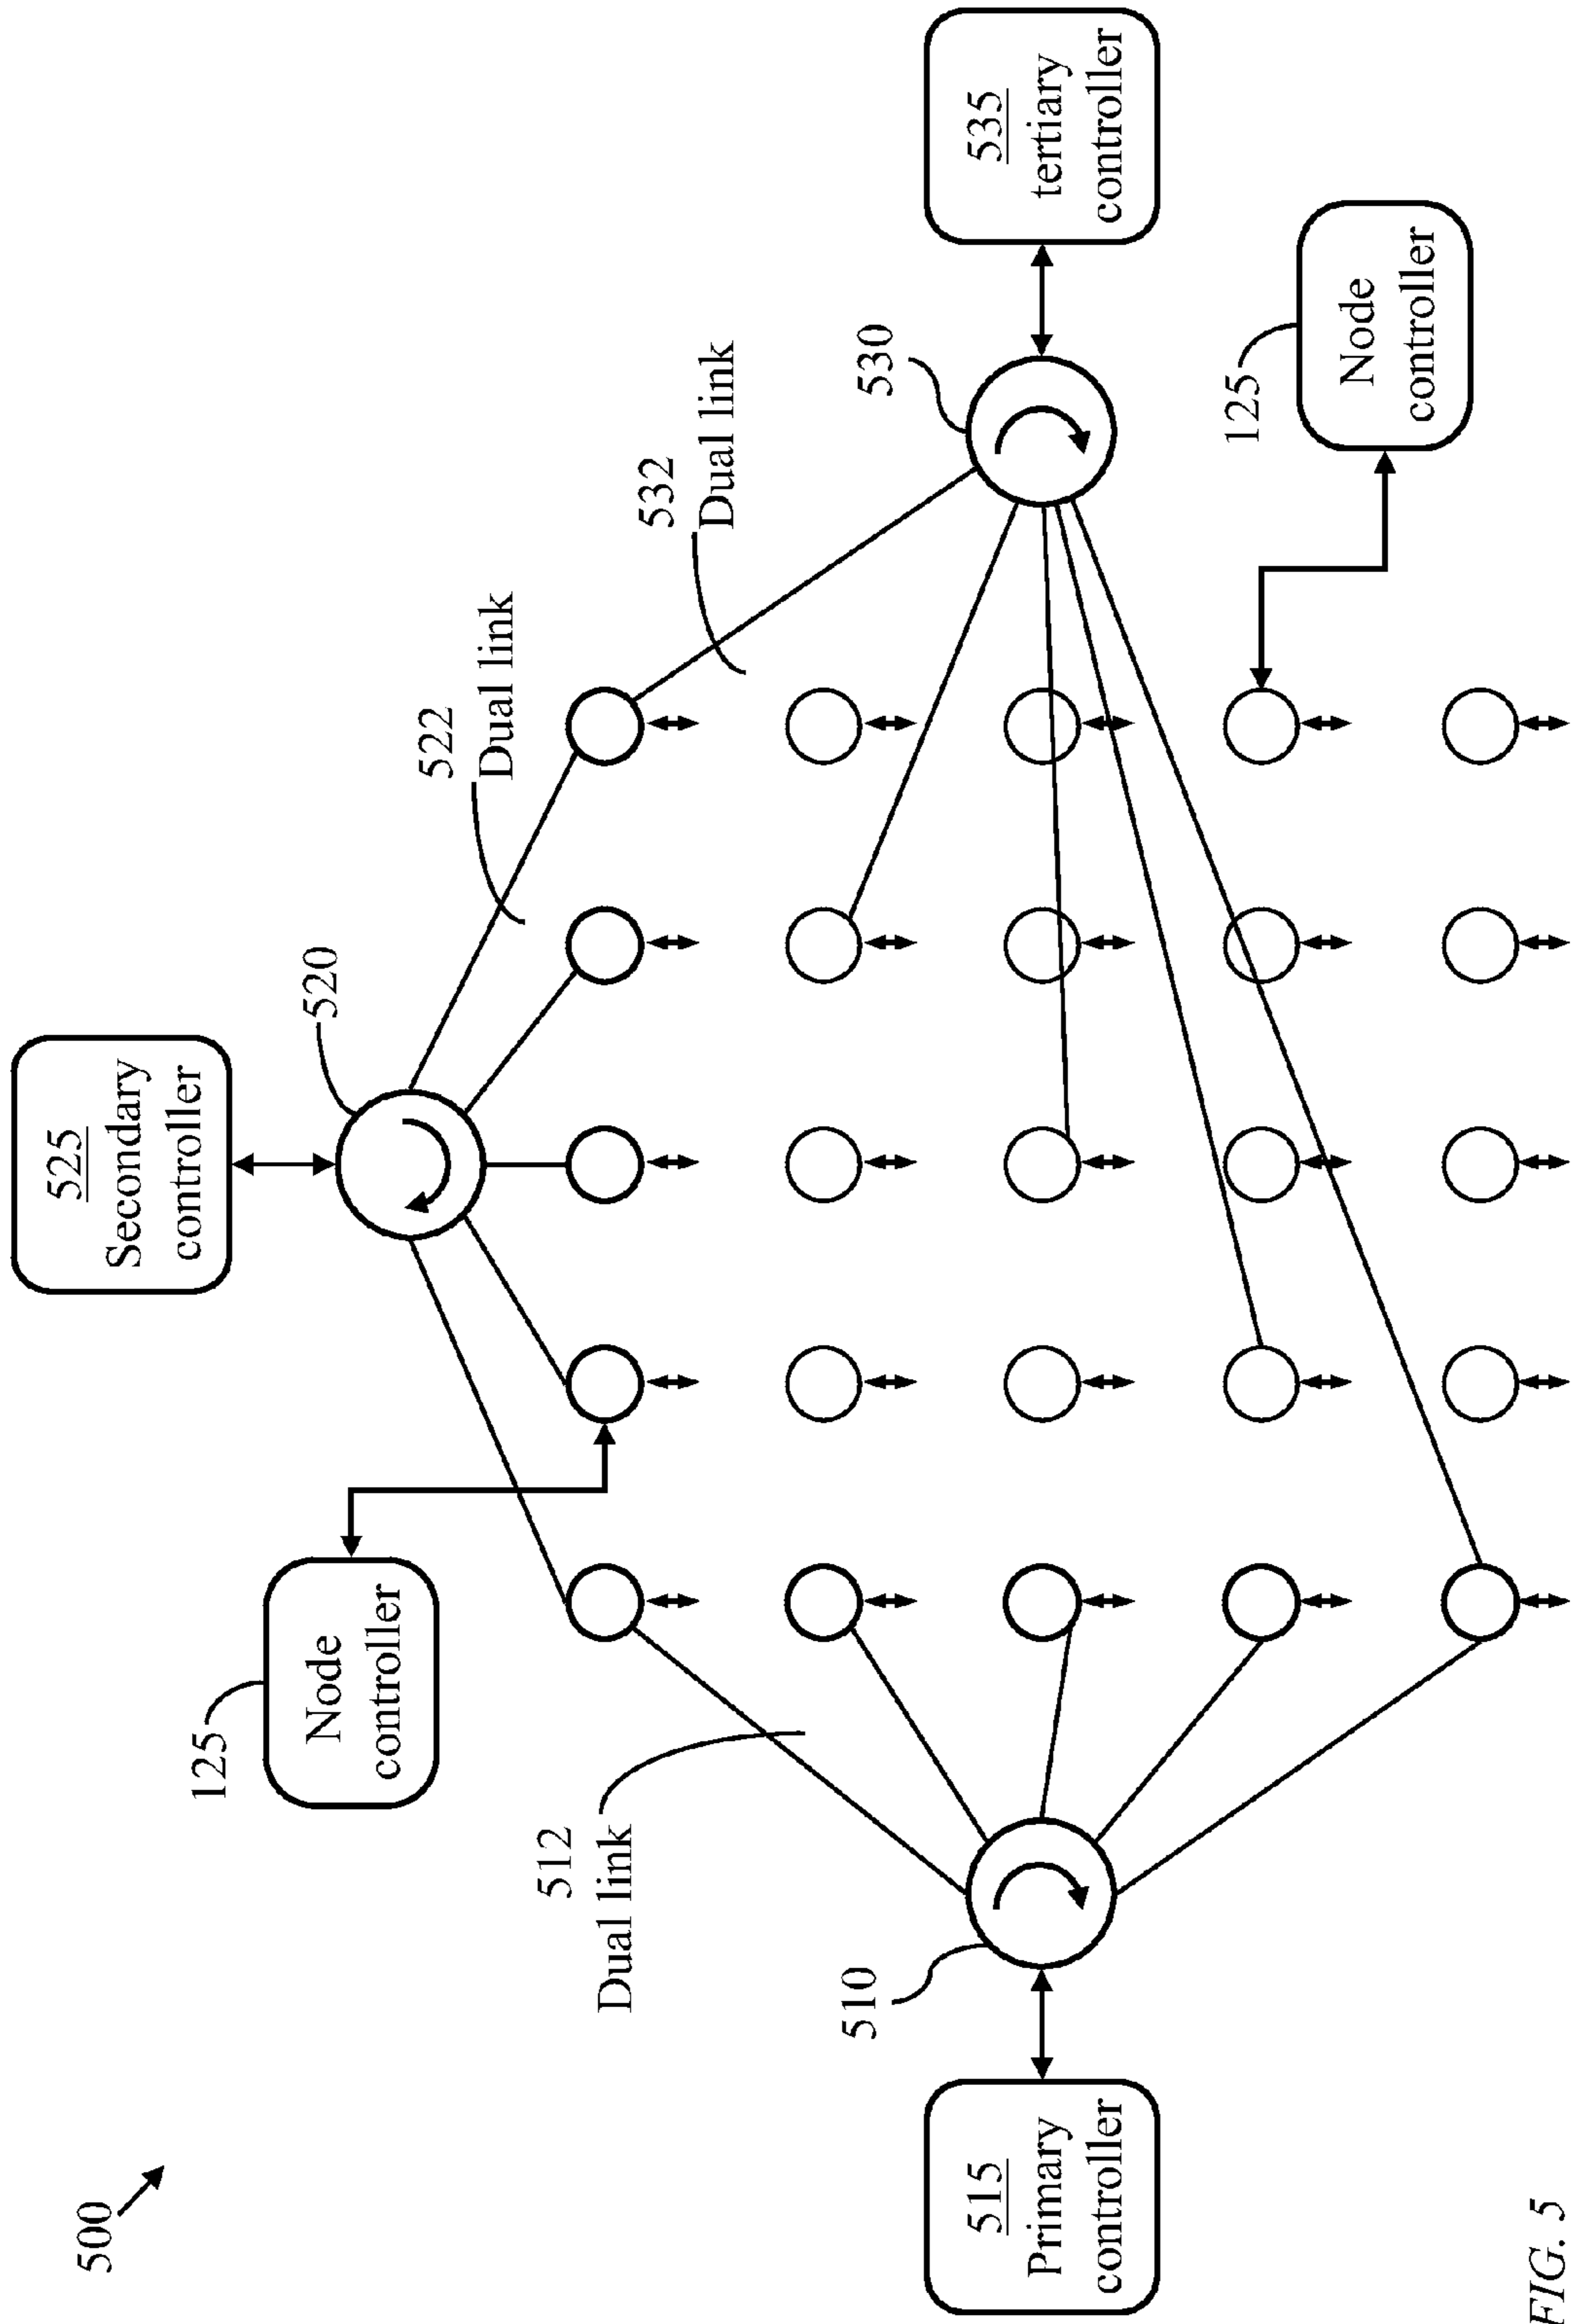 500
525
Secondary
controller
520
522
Dual link
532
Dual link
125
Node
controller
512
Dual link
510
515
Primary
controller
530
535
tertiary
controller
125
Node
controller
FIG. 5